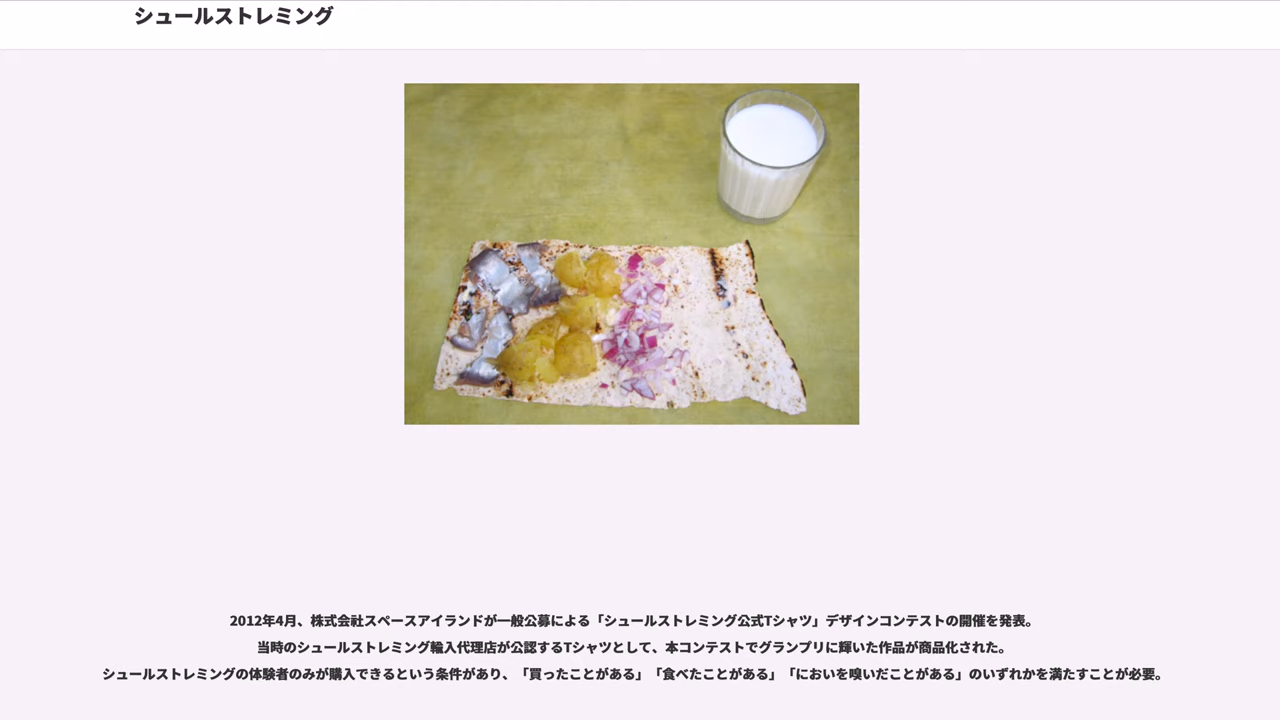 シュールストレミング
2012年4月、株式会社スペースアイランドが一般公募による「シュールストレミング公式Tシャツ」デザインコンテストの開催を発表。
当時のシュールストレミング輸入代理店が公認するTシャツとして、本コンテストでグランプリに輝いた作品が商品化された。
シュールストレミングの体験者のみが購入できるという条件があり、「買ったことがある」「食べたことがある」「においを嗅いだことがある」のいずれかを満たすことが必要。